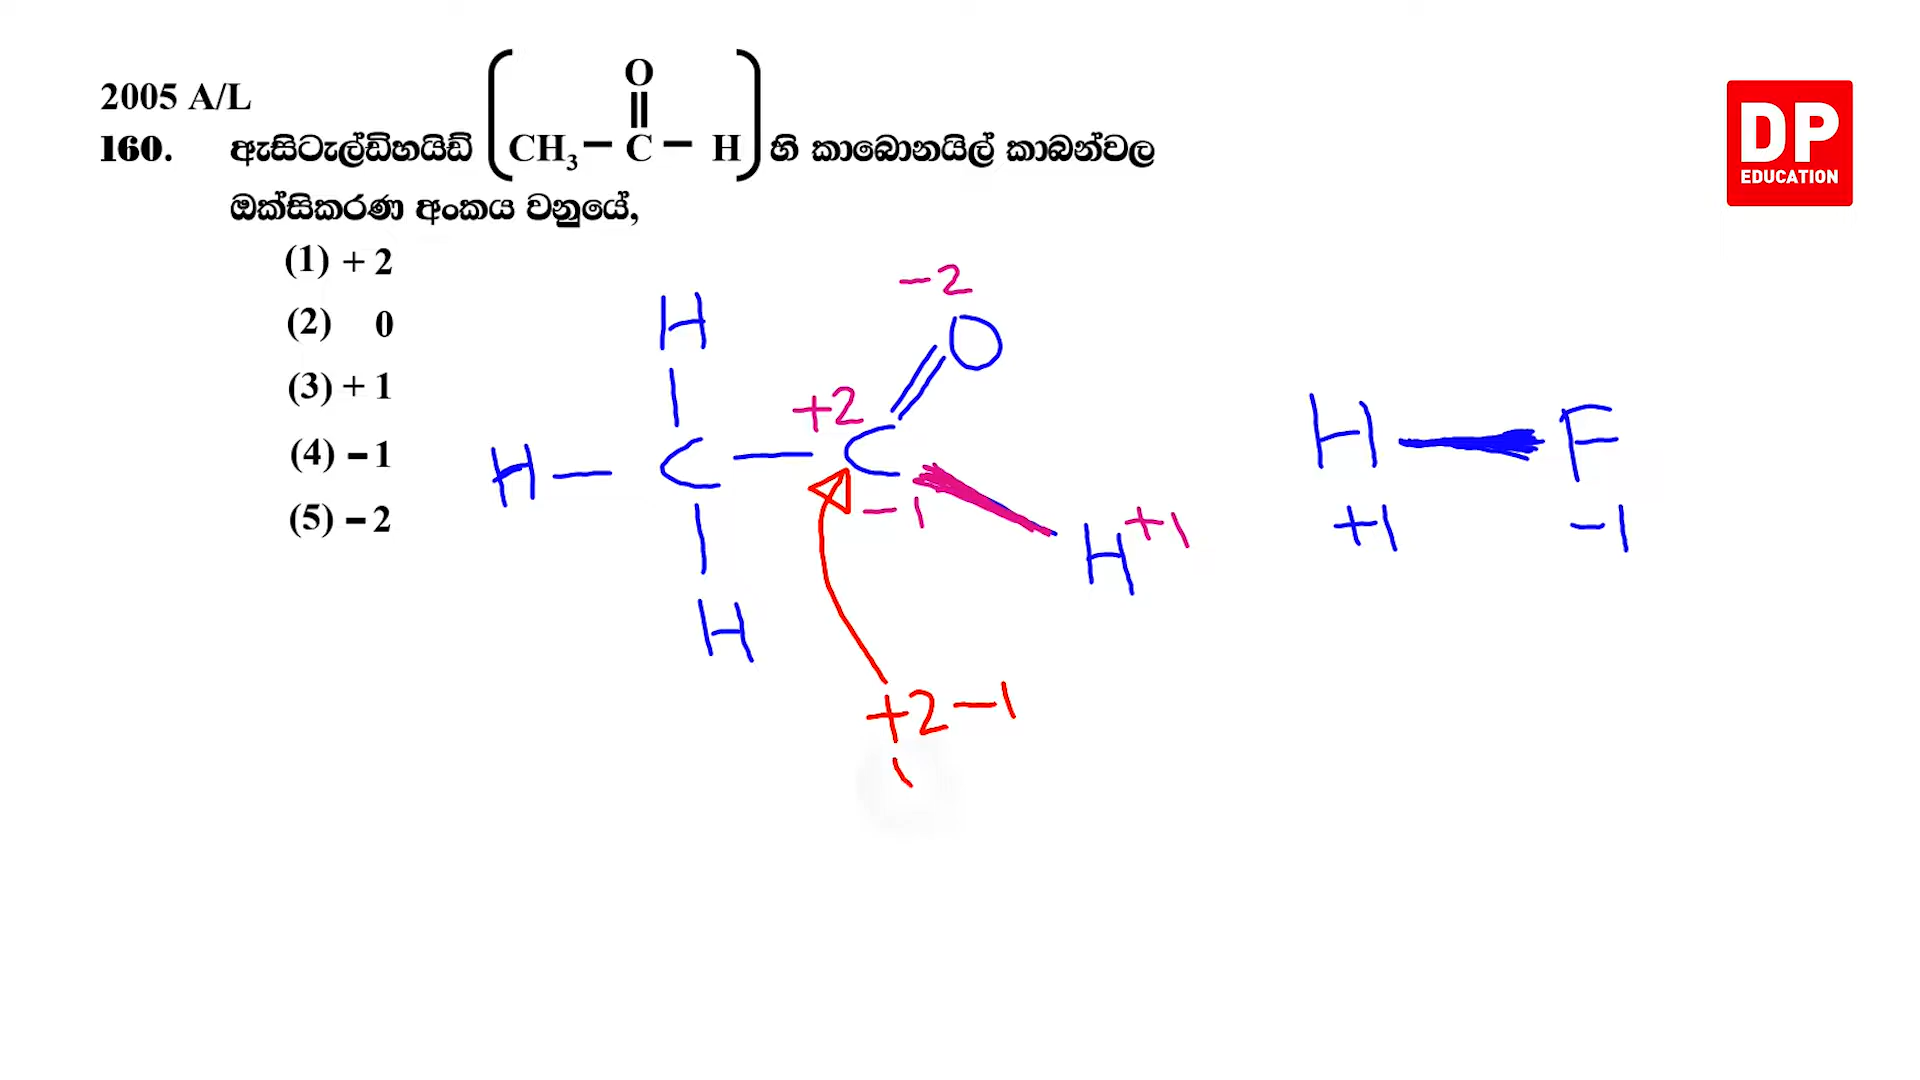 2005 A/L
160. ඇසිටැල්ඩිහයිඩ් (CH₃ – C – H) හි කාබොනයිල් කාබන්වල
O
ඔක්සිකරණ අංකය වනුයේ,
(1) + 2
(2) 0
(3) + 1
(4) – 1
(5) – 2
DP
EDUCATION
–2
H
O
+2
H – C – C
–1
H +1
H
H F
+1 –1
+2 –1